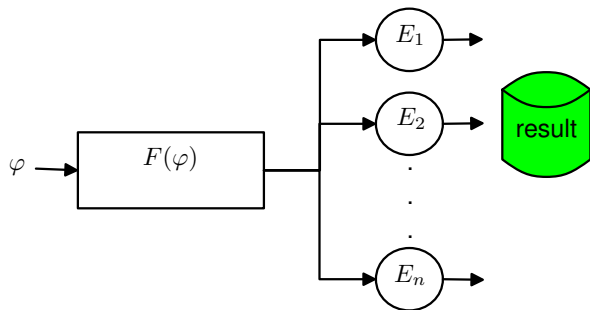 E₁
E₂
result
φ
F(φ)
.
.
.
Eₙ